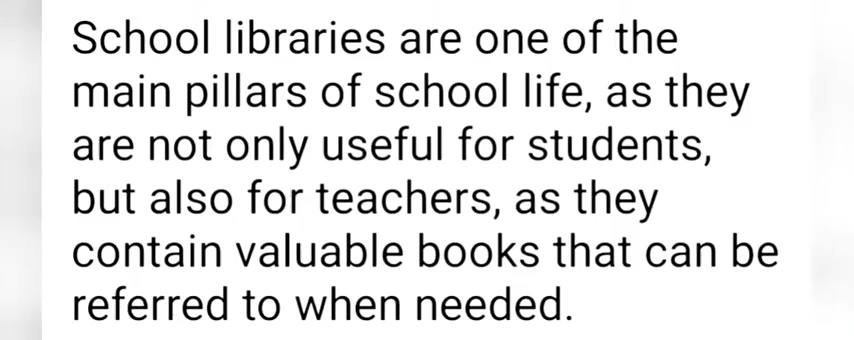 School libraries are one of the
main pillars of school life, as they
are not only useful for students,
but also for teachers, as they
contain valuable books that can be
referred to when needed.